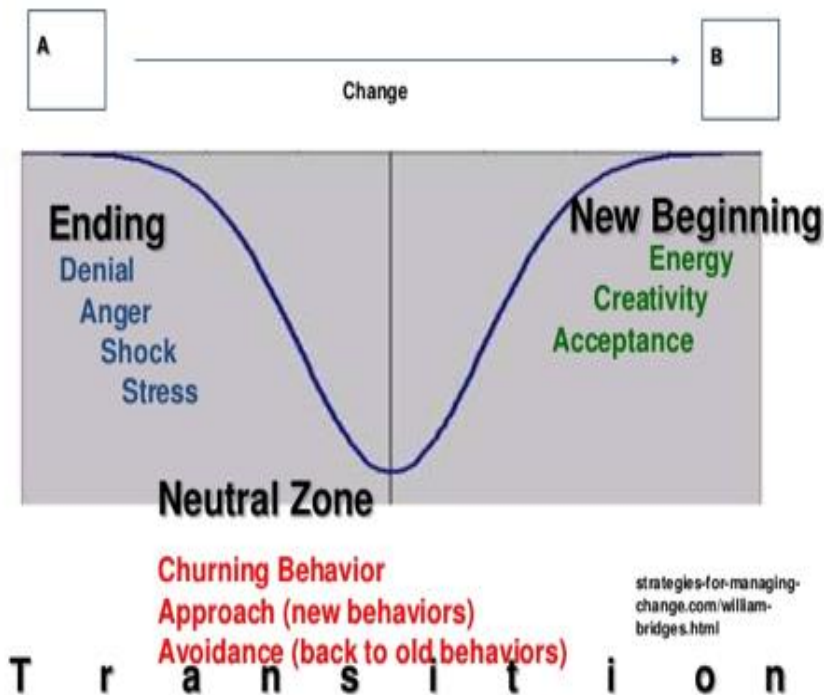 A
B
Change
Ending
Denial
Anger
Shock
Stress
New Beginning
Energy
Creativity
Acceptance
Neutral Zone
Churning Behavior
Approach (new behaviors)
Avoidance (back to old behaviors)
strategies-for-managing-
change.com/william-
bridges.html
T r a n s i t i o n